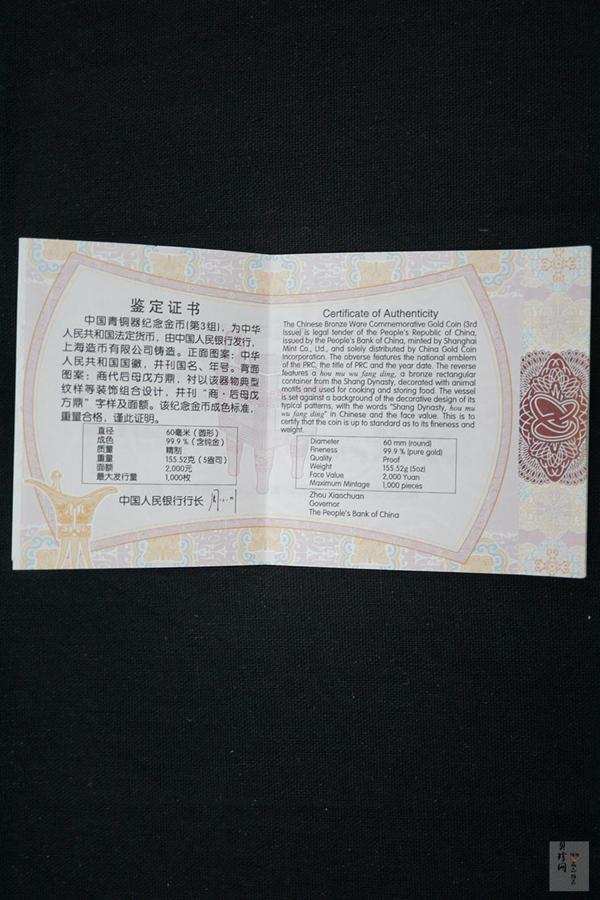 鉴定证书
中国青铜器纪念金币(第3组)，为中华
人民共和国法定货币，由中国人民银行发行，
上海造币有限公司铸造。正面图案：中华
人民共和国国徽，并刊国名、年号。背面
图案：商代后母戊方鼎，衬以该器物典型
纹样等装饰组合设计，并刊“商·后母戊
方鼎”字样及面额。该纪念金币成色标准，
重量合格，谨此证明。
直径 60毫米（圆形）
成色 99.9％（含纯金）
质量 精制
重量 155.52克（5盎司）
面额 2,000元
最大发行量 1,000枚
中国人民银行行长
Certificate of Authenticity
The Chinese Bronze Ware Commemorative Gold Coin (3rd
Issue) is legal tender of the People's Republic of China,
issued by the People's Bank of China, minted by Shanghai
Mint Co., Ltd., and solely distributed by China Gold Coin
Incorporation. The obverse features the national emblem
of the PRC, the title of PRC and the year date. The reverse
features a hou mu wu fang ding, a bronze rectangular
container from the Shang Dynasty, decorated with animal
motifs and used for cooking and storing food. The vessel
is set against a background of the decorative design of its
typical patterns, with the words "Shang Dynasty, hou mu
wu fang ding" in Chinese and the face value. This is to
certify that the coin is up to standard as to its fineness and
weight.
Diameter 60 mm (round)
Fineness 99.9 % (pure gold)
Quality Proof
Weight 155.52g (5oz)
Face Value 2,000 Yuan
Maximum Mintage 1,000 pieces
Zhou Xiaochuan
Governor
The People's Bank of China